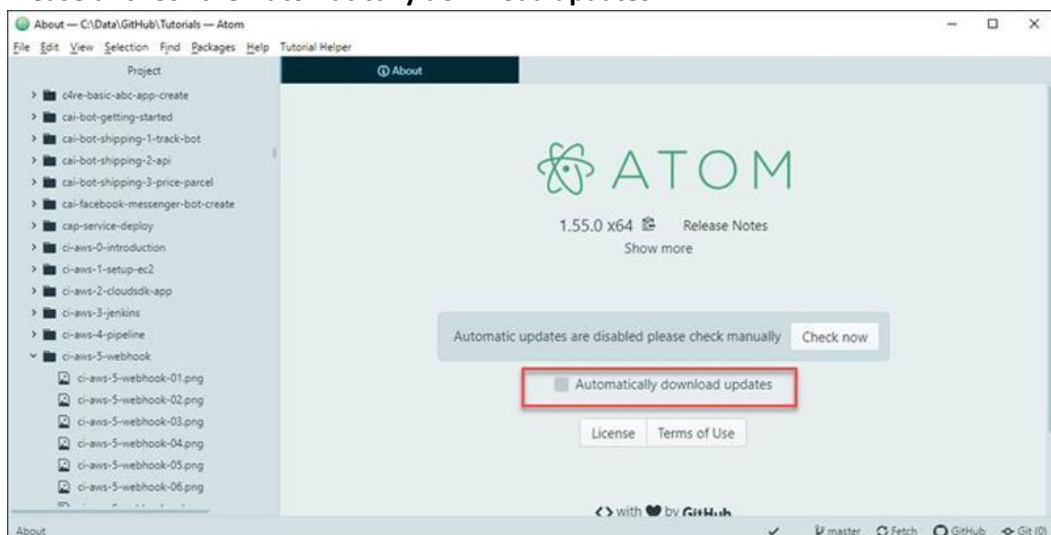 About — C:\Data\GitHub\Tutorials — Atom
File Edit View Selection Find Packages Help Tutorial Helper
Project
About
c4re-basic-abc-app-create
cai-bot-getting-started
cai-bot-shipping-1-track-bot
cai-bot-shipping-2-api
cai-bot-shipping-3-price-parcel
cai-facebook-messenger-bot-create
cap-service-deploy
ci-aws-0-introduction
ci-aws-1-setup-ec2
ci-aws-2-cloudsdk-app
ci-aws-3-jenkins
ci-aws-4-pipeline
ci-aws-5-webhook
ci-aws-5-webhook-01.png
ci-aws-5-webhook-02.png
ci-aws-5-webhook-03.png
ci-aws-5-webhook-04.png
ci-aws-5-webhook-05.png
ci-aws-5-webhook-06.png
ATOM
1.55.0 x64 Release Notes
Show more
Automatic updates are disabled please check manually Check now
Automatically download updates
License Terms of Use
<> with by GitHub
About master Fetch GitHub Git (0)